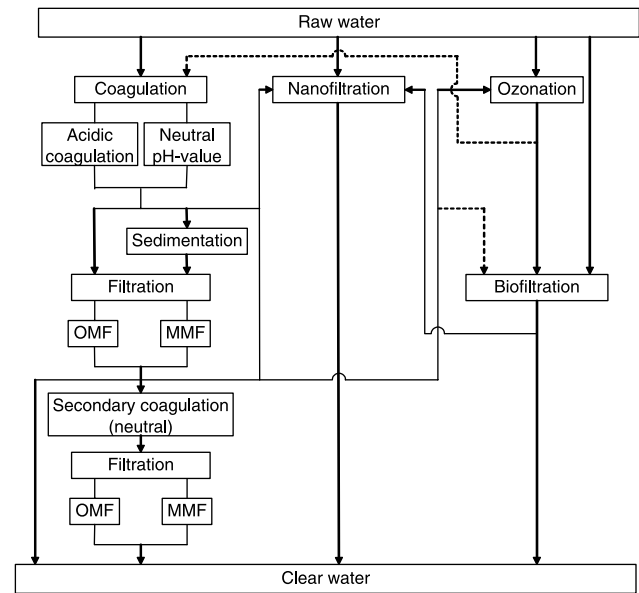 Raw water
Coagulation
Nanofiltration
Ozonation
Acidic
coagulation
Neutral
pH-value
Sedimentation
Filtration
Biofiltration
OMF
MMF
Secondary coagulation
(neutral)
Filtration
OMF
MMF
Clear water